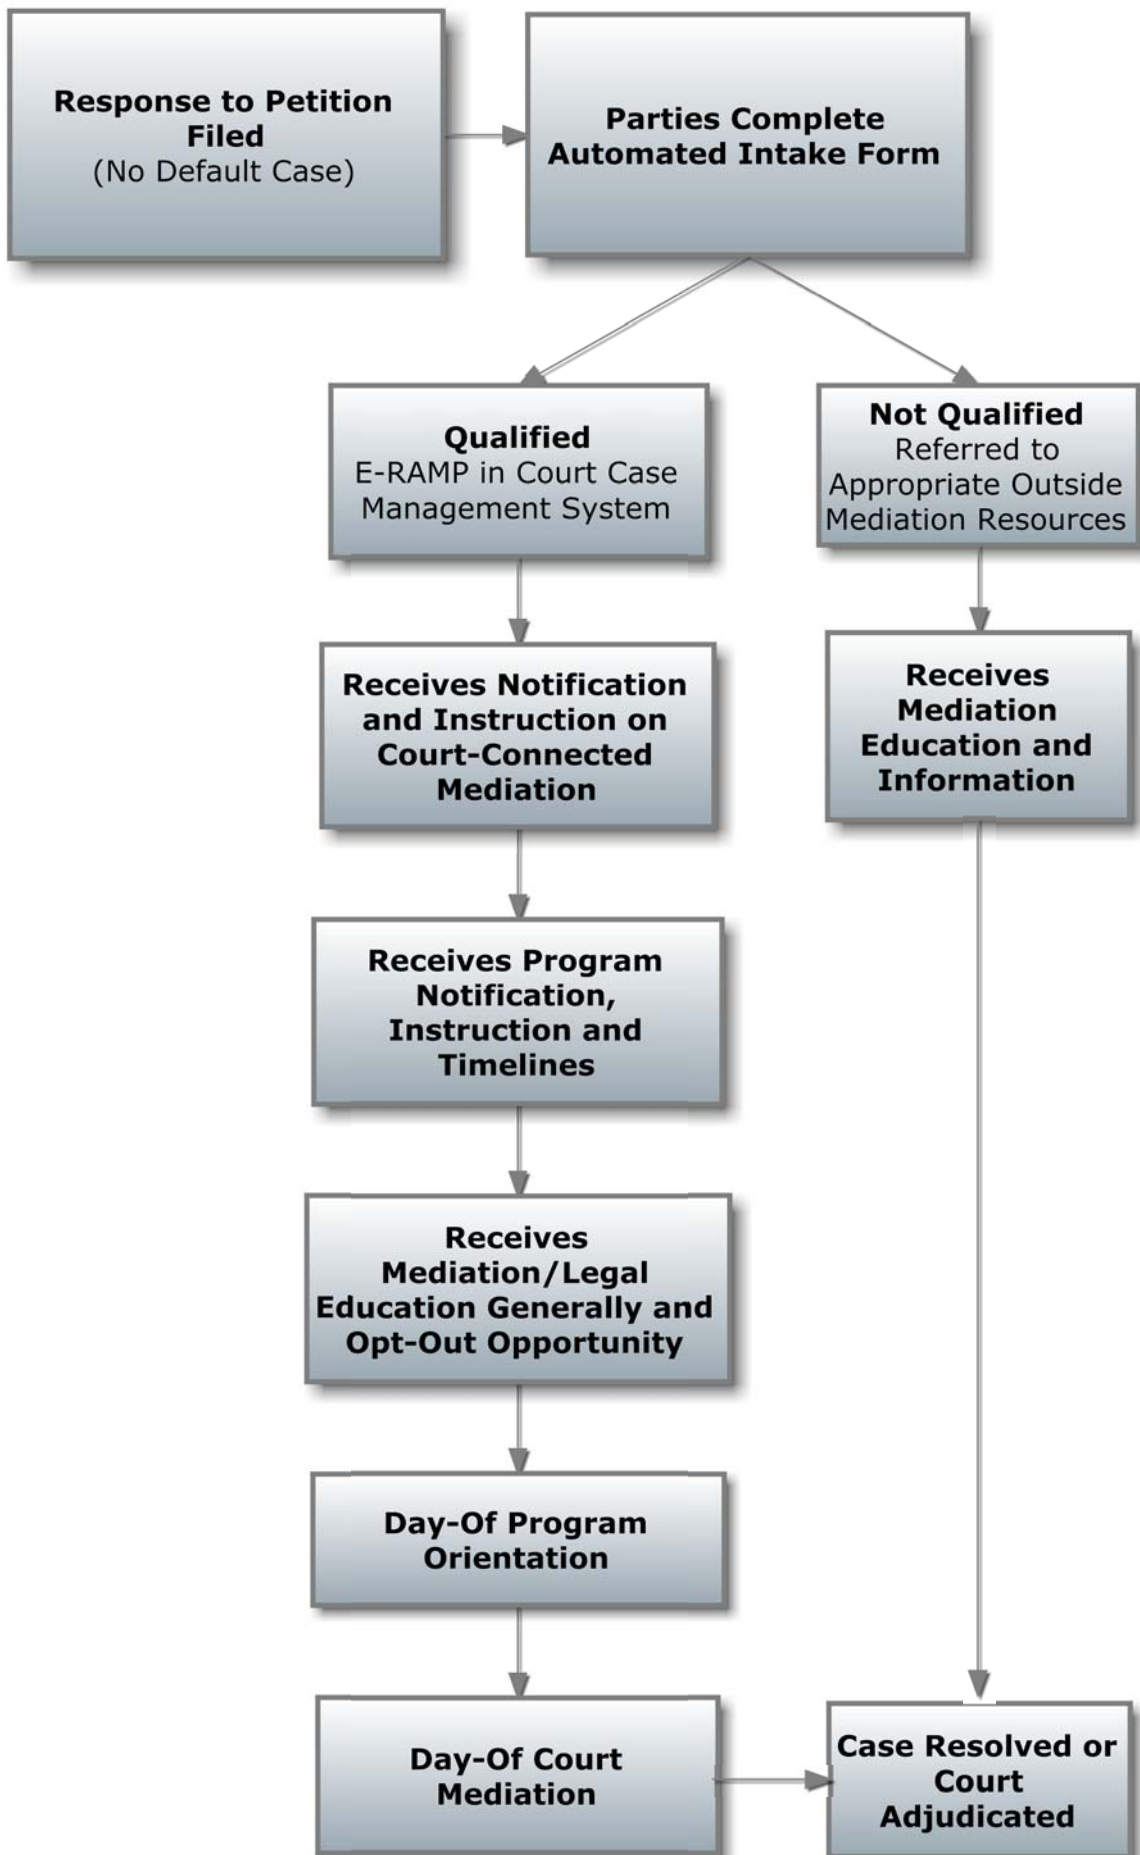 Response to Petition
Filed
(No Default Case)
Parties Complete
Automated Intake Form
Qualified
E-RAMP in Court Case
Management System
Not Qualified
Referred to
Appropriate Outside
Mediation Resources
Receives Notification
and Instruction on
Court-Connected
Mediation
Receives
Mediation
Education and
Information
Receives Program
Notification,
Instruction and
Timelines
Receives
Mediation/Legal
Education Generally and
Opt-Out Opportunity
Day-Of Program
Orientation
Day-Of Court
Mediation
Case Resolved or
Court
Adjudicated